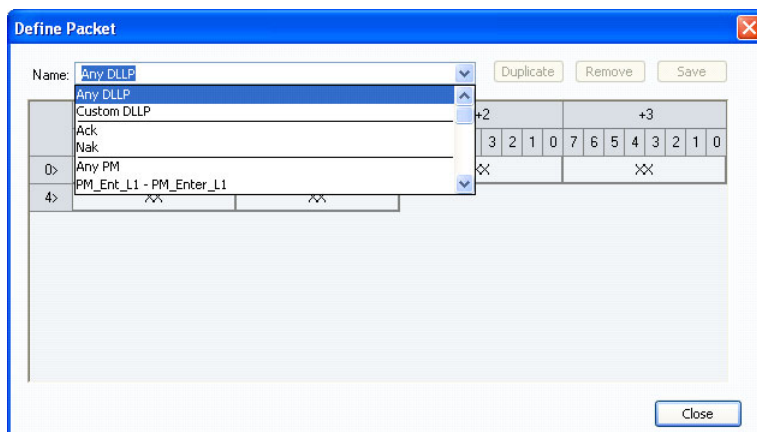 Define Packet
Name: Any DLLP Duplicate Remove Save
Any DLLP
Custom DLLP
Ack
Nak
Any PM
PM_Ent_L1 - PM_Enter_L1
+2 +3
3 2 1 0 7 6 5 4 3 2 1 0
0> XX XX
4> XX XX
Close